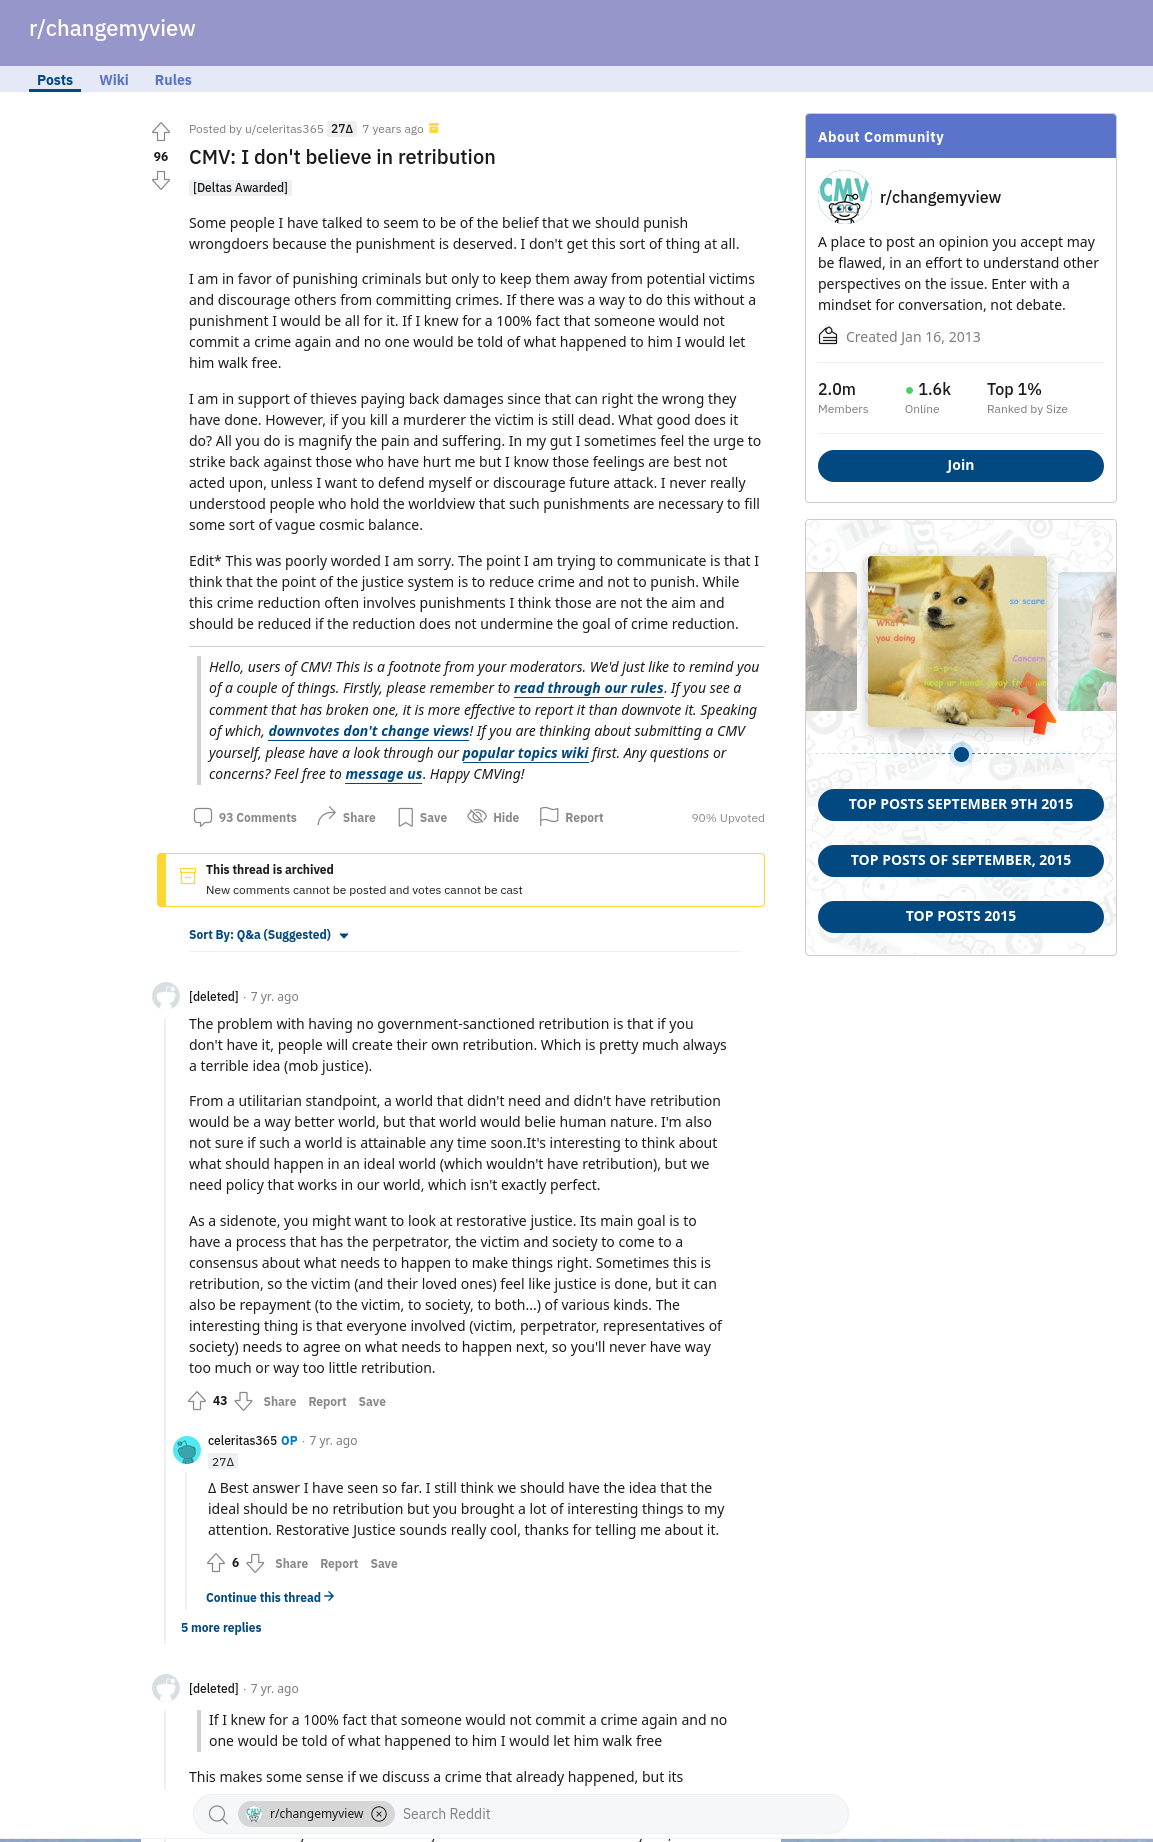 r/changemyview
Posts Wiki Rules
Posted by u/celeritas365 27∆ 7 years ago
96
CMV: I don't believe in retribution
[Deltas Awarded]
Some people I have talked to seem to be of the belief that we should punish
wrongdoers because the punishment is deserved. I don't get this sort of thing at all.
I am in favor of punishing criminals but only to keep them away from potential victims
and discourage others from committing crimes. If there was a way to do this without a
punishment I would be all for it. If I knew for a 100% fact that someone would not
commit a crime again and no one would be told of what happened to him I would let
him walk free.
I am in support of thieves paying back damages since that can right the wrong they
have done. However, if you kill a murderer the victim is still dead. What good does it
do? All you do is magnify the pain and suffering. In my gut I sometimes feel the urge to
strike back against those who have hurt me but I know those feelings are best not
acted upon, unless I want to defend myself or discourage future attack. I never really
understood people who hold the worldview that such punishments are necessary to fill
some sort of vague cosmic balance.
Edit* This was poorly worded I am sorry. The point I am trying to communicate is that I
think that the point of the justice system is to reduce crime and not to punish. While
this crime reduction often involves punishments I think those are not the aim and
should be reduced if the reduction does not undermine the goal of crime reduction.
Hello, users of CMV! This is a footnote from your moderators. We'd just like to remind you
of a couple of things. Firstly, please remember to read through our rules. If you see a
comment that has broken one, it is more effective to report it than downvote it. Speaking
of which, downvotes don't change views! If you are thinking about submitting a CMV
yourself, please have a look through our popular topics wiki first. Any questions or
concerns? Feel free to message us. Happy CMVing!
93 Comments Share Save Hide Report 90% Upvoted
This thread is archived
New comments cannot be posted and votes cannot be cast
Sort By: Q&a (Suggested)
[deleted] · 7 yr. ago
The problem with having no government-sanctioned retribution is that if you
don't have it, people will create their own retribution. Which is pretty much always
a terrible idea (mob justice).
From a utilitarian standpoint, a world that didn't need and didn't have retribution
would be a way better world, but that world would belie human nature. I'm also
not sure if such a world is attainable any time soon.It's interesting to think about
what should happen in an ideal world (which wouldn't have retribution), but we
need policy that works in our world, which isn't exactly perfect.
As a sidenote, you might want to look at restorative justice. Its main goal is to
have a process that has the perpetrator, the victim and society to come to a
consensus about what needs to happen to make things right. Sometimes this is
retribution, so the victim (and their loved ones) feel like justice is done, but it can
also be repayment (to the victim, to society, to both...) of various kinds. The
interesting thing is that everyone involved (victim, perpetrator, representatives of
society) needs to agree on what needs to happen next, so you'll never have way
too much or way too little retribution.
43 Share Report Save
celeritas365 OP · 7 yr. ago
27∆
∆ Best answer I have seen so far. I still think we should have the idea that the
ideal should be no retribution but you brought a lot of interesting things to my
attention. Restorative Justice sounds really cool, thanks for telling me about it.
6 Share Report Save
Continue this thread
5 more replies
[deleted] · 7 yr. ago
If I knew for a 100% fact that someone would not commit a crime again and no
one would be told of what happened to him I would let him walk free
This makes some sense if we discuss a crime that already happened, but its
r/changemyview Search Reddit
About Community
CMV
r/changemyview
A place to post an opinion you accept may
be flawed, in an effort to understand other
perspectives on the issue. Enter with a
mindset for conversation, not debate.
Created Jan 16, 2013
2.0m 1.6k Top 1%
Members Online Ranked by Size
Join
so scare
What r
you doing
Concern
TOP POSTS SEPTEMBER 9TH 2015
TOP POSTS OF SEPTEMBER, 2015
TOP POSTS 2015